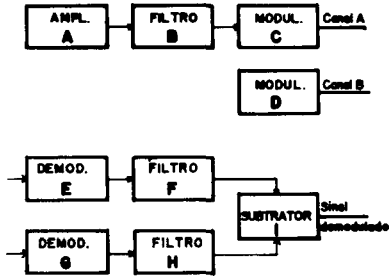 AMPL.
A
FILTRO
B
MODUL.
C
Canal A
MODUL.
D
Canal B
DEMOD.
E
FILTRO
F
SUBTRATOR
I
Sinal
demodulado
DEMOD.
G
FILTRO
H